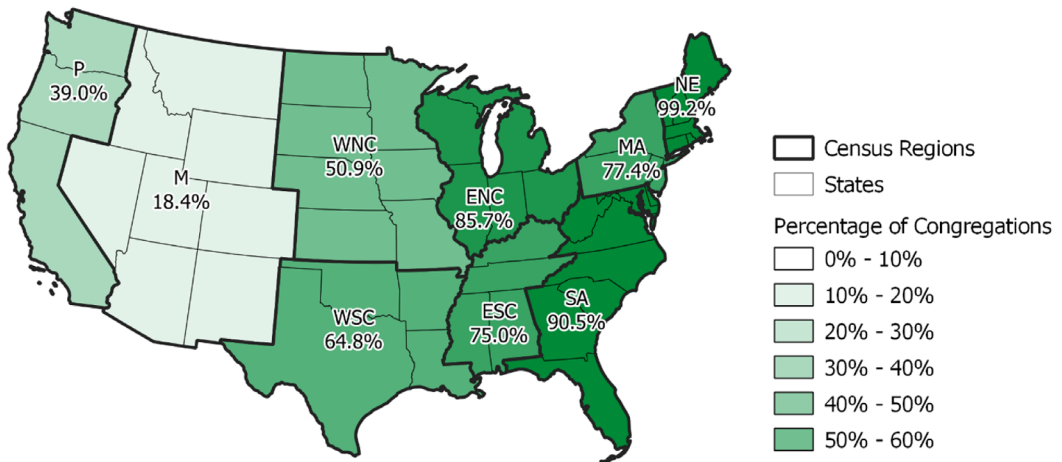 P
39.0%
M
18.4%
WNC
50.9%
WSC
64.8%
ENC
85.7%
ESC
75.0%
SA
90.5%
MA
77.4%
NE
99.2%
Census Regions
States
Percentage of Congregations
0% - 10%
10% - 20%
20% - 30%
30% - 40%
40% - 50%
50% - 60%